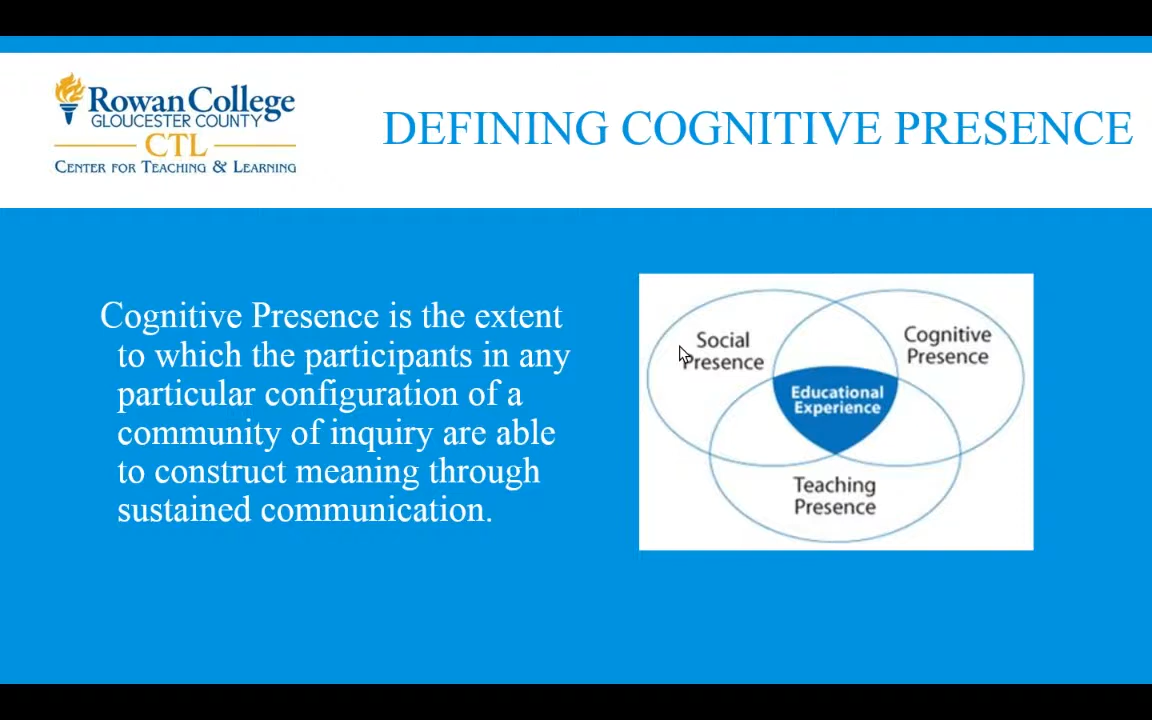 Rowan College
GLOUCESTER COUNTY
CTL
CENTER FOR TEACHING & LEARNING
DEFINING COGNITIVE PRESENCE
Cognitive Presence is the extent
to which the participants in any
particular configuration of a
community of inquiry are able
to construct meaning through
sustained communication.
Social
Presence
Cognitive
Presence
Educational
Experience
Teaching
Presence